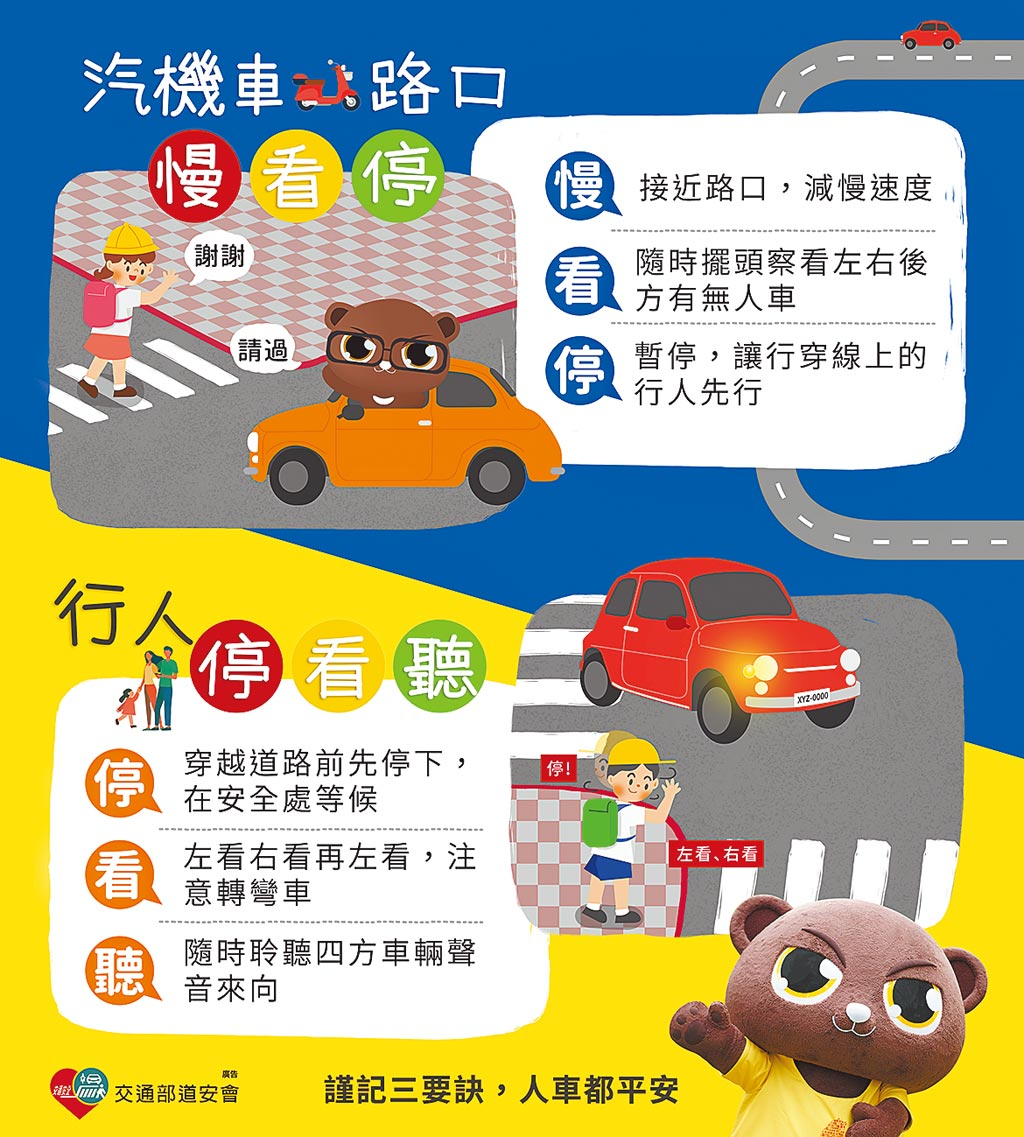 汽機車路口
慢看停
謝謝
請過
慢
接近路口，減慢速度
看
隨時擺頭察看左右後
方有無人車
停
暫停，讓行穿線上的
行人先行
行人
停看聽
停
穿越道路前先停下，
在安全處等候
看
左看右看再左看，注
意轉彎車
聽
隨時聆聽四方車輛聲
音來向
XYZ-0000
停!
左看、右看
廣告
交通部道安會
謹記三要訣，人車都平安